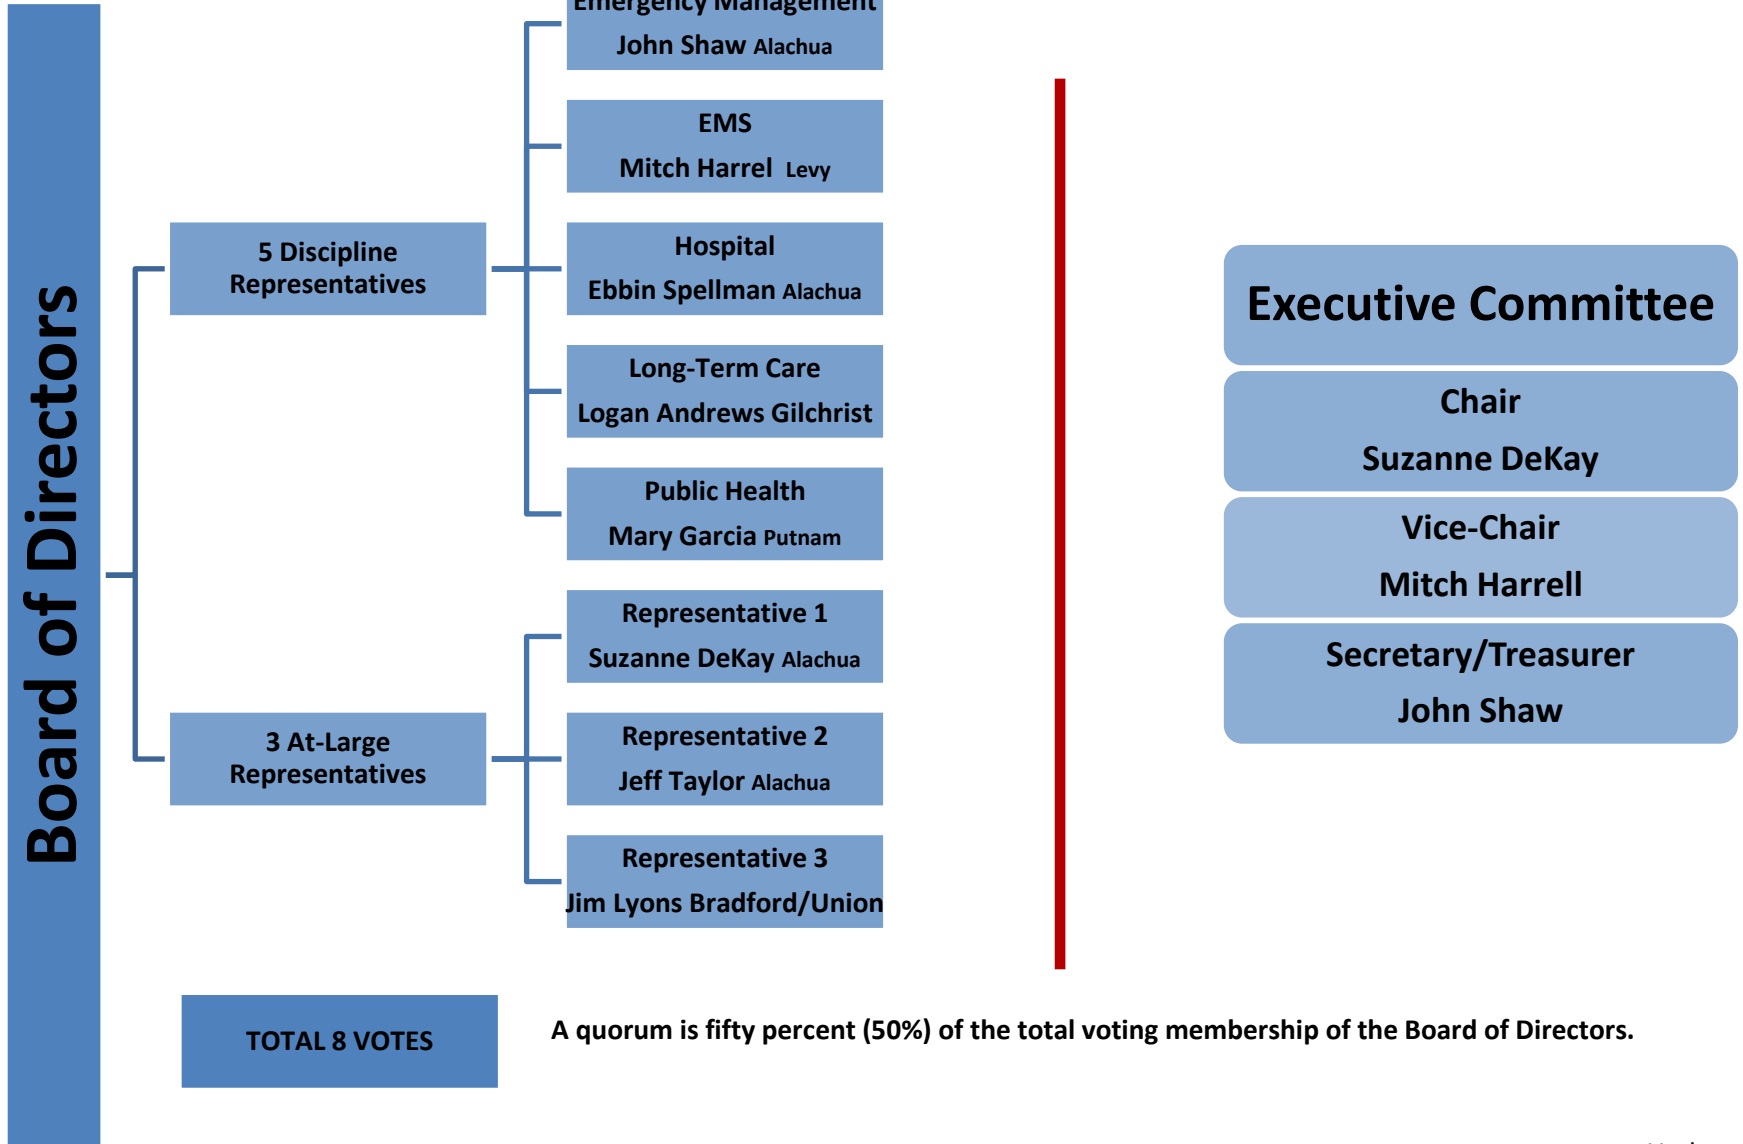 Board of Directors
5 Discipline
Representatives
Emergency Management
John Shaw Alachua
EMS
Mitch Harrel Levy
Hospital
Ebbin Spellman Alachua
Long-Term Care
Logan Andrews Gilchrist
Public Health
Mary Garcia Putnam
3 At-Large
Representatives
Representative 1
Suzanne DeKay Alachua
Representative 2
Jeff Taylor Alachua
Representative 3
Jim Lyons Bradford/Union
Executive Committee
Chair
Suzanne DeKay
Vice-Chair
Mitch Harrell
Secretary/Treasurer
John Shaw
TOTAL 8 VOTES
A quorum is fifty percent (50%) of the total voting membership of the Board of Directors.